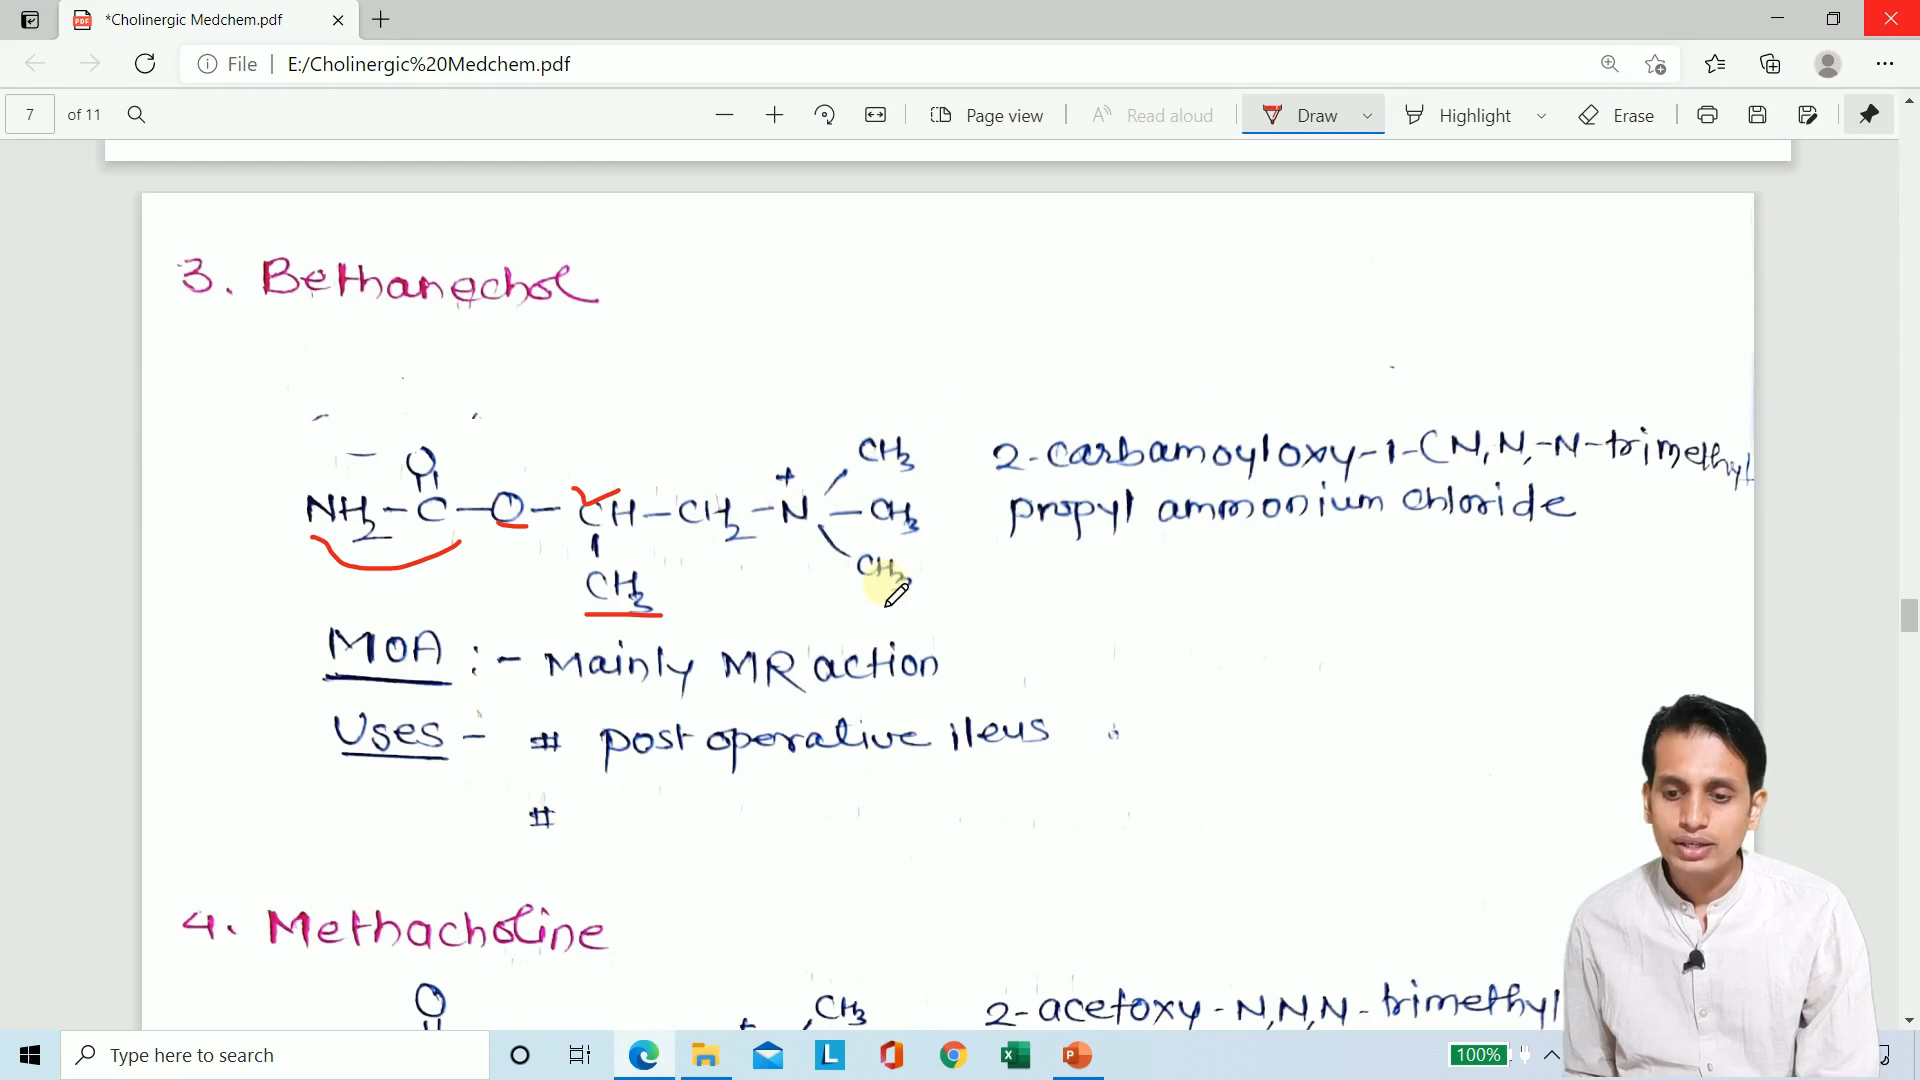 *Cholinergic Medchem.pdf
File E:/Cholinergic%20Medchem.pdf
7 of 11 Page view Read aloud Draw Highlight Erase
3. Bethanechol
O
NH2-C-O-CH-CH2-N+
CH3
CH3
CH3
CH3
2-carbamoyloxy-1-(N,N,-N-trimethyl
propyl ammonium chloride
MOA :- Mainly MR action
Uses - # post operative ileus
#
4. Methacholine
O
+ CH3
2-acetoxy-N,N,N-trimethyl
Type here to search
100%